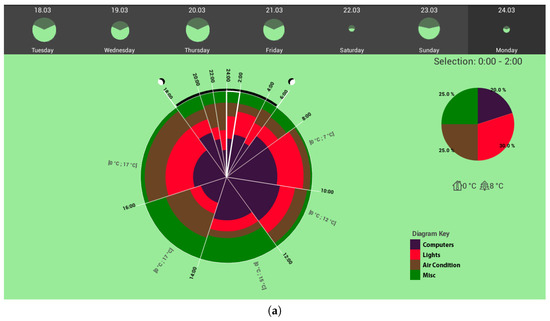 18.03 19.03 20.03 21.03 22.03 23.03 24.03
Tuesday Wednesday Thursday Friday Saturday Sunday Monday
Selection: 0:00 - 2:00
18:00 20:00 22:00 24:00 2:00 4:00 6:00
8:00
10:00
12:00
14:00
16:00
[0 °C ; 7 °C]
[0 °C ; 12 °C]
[0 °C ; 15 °C]
[0 °C ; 17 °C]
[0 °C ; 17 °C]
25.0 % 20.0 %
25.0 % 30.0 %
0 °C 8 °C
Diagram Key
Computers
Lights
Air Condition
Misc
(a)